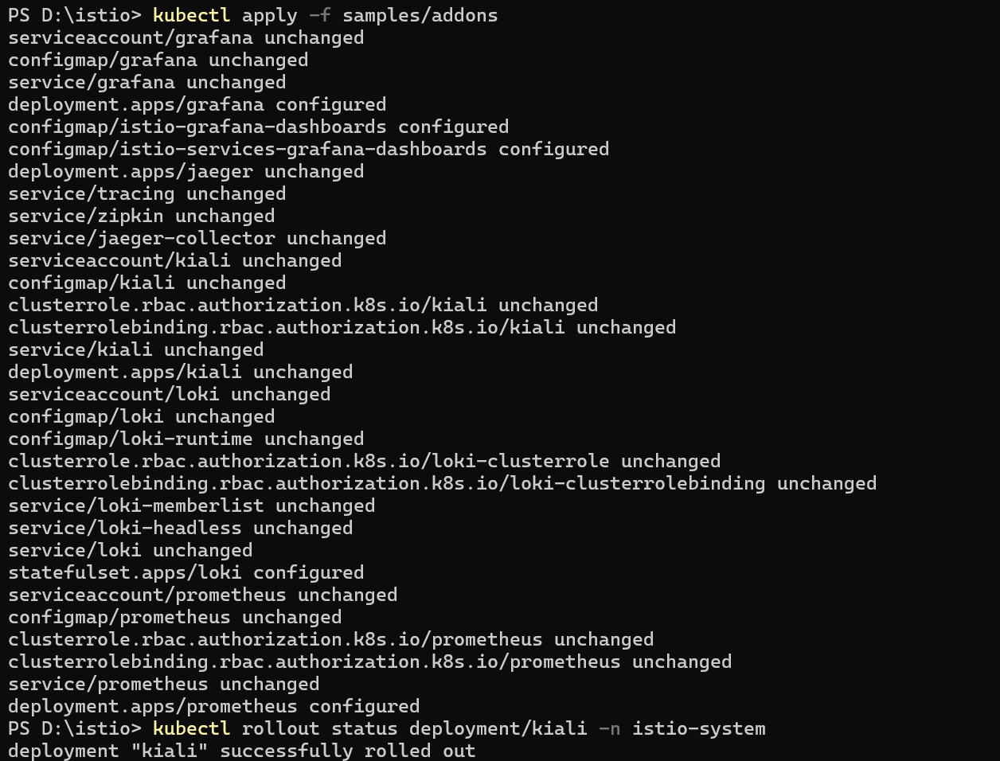 PS D:\istio> kubectl apply -f samples/addons
serviceaccount/grafana unchanged
configmap/grafana unchanged
service/grafana unchanged
deployment.apps/grafana configured
configmap/istio-grafana-dashboards configured
configmap/istio-services-grafana-dashboards configured
deployment.apps/jaeger unchanged
service/tracing unchanged
service/zipkin unchanged
service/jaeger-collector unchanged
serviceaccount/kiali unchanged
configmap/kiali unchanged
clusterrole.rbac.authorization.k8s.io/kiali unchanged
clusterrolebinding.rbac.authorization.k8s.io/kiali unchanged
service/kiali unchanged
deployment.apps/kiali unchanged
serviceaccount/loki unchanged
configmap/loki unchanged
configmap/loki-runtime unchanged
clusterrole.rbac.authorization.k8s.io/loki-clusterrole unchanged
clusterrolebinding.rbac.authorization.k8s.io/loki-clusterrolebinding unchanged
service/loki-memberlist unchanged
service/loki-headless unchanged
service/loki unchanged
statefulset.apps/loki configured
serviceaccount/prometheus unchanged
configmap/prometheus unchanged
clusterrole.rbac.authorization.k8s.io/prometheus unchanged
clusterrolebinding.rbac.authorization.k8s.io/prometheus unchanged
service/prometheus unchanged
deployment.apps/prometheus configured
PS D:\istio> kubectl rollout status deployment/kiali -n istio-system
deployment "kiali" successfully rolled out